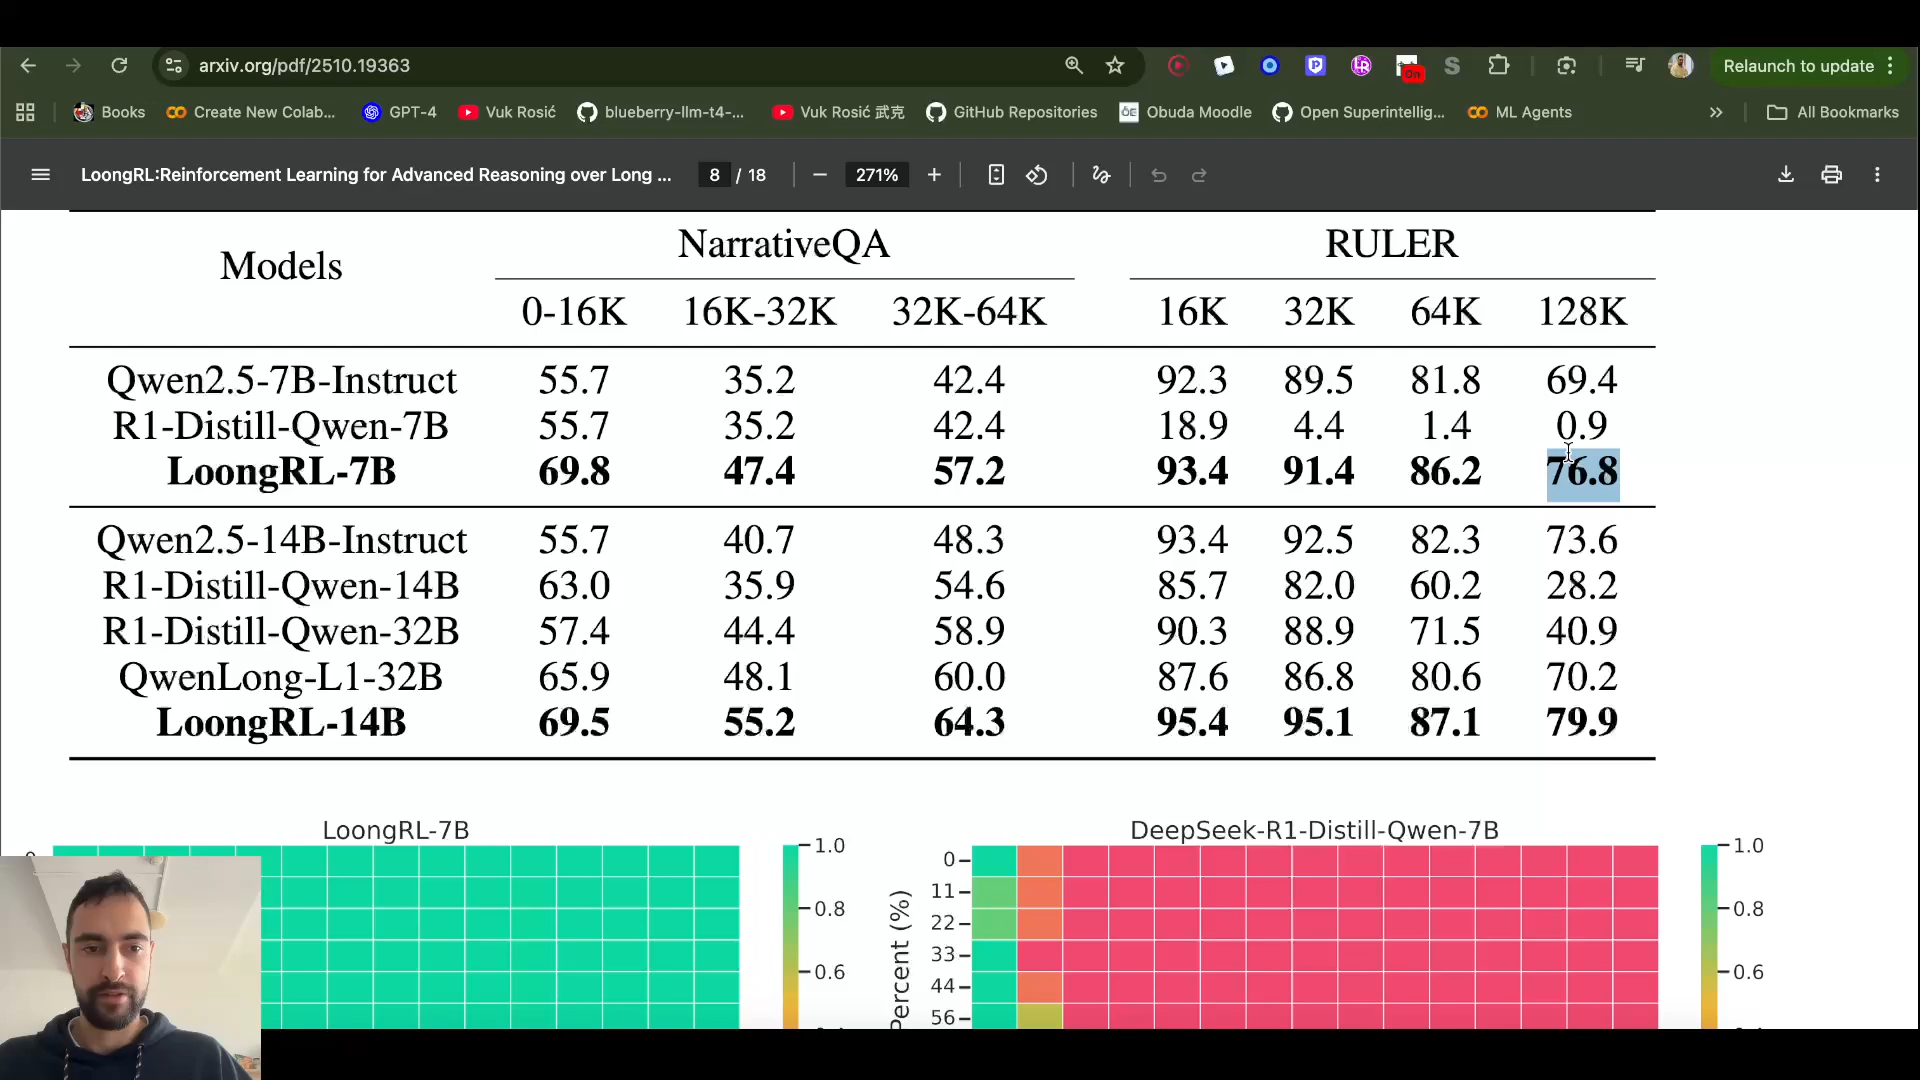 arxiv.org/pdf/2510.19363
On
Relaunch to update
Books
Create New Colab...
GPT-4
Vuk Rosić
blueberry-llm-t4-...
Vuk Rosić 武克
GitHub Repositories
Obuda Moodle
Open Superintellig...
ML Agents
All Bookmarks
LoongRL:Reinforcement Learning for Advanced Reasoning over Long ...
8 / 18
271%
Models NarrativeQA RULER
0-16K 16K-32K 32K-64K 16K 32K 64K 128K
Qwen2.5-7B-Instruct 55.7 35.2 42.4 92.3 89.5 81.8 69.4
R1-Distill-Qwen-7B 55.7 35.2 42.4 18.9 4.4 1.4 0.9
LoongRL-7B 69.8 47.4 57.2 93.4 91.4 86.2 76.8
Qwen2.5-14B-Instruct 55.7 40.7 48.3 93.4 92.5 82.3 73.6
R1-Distill-Qwen-14B 63.0 35.9 54.6 85.7 82.0 60.2 28.2
R1-Distill-Qwen-32B 57.4 44.4 58.9 90.3 88.9 71.5 40.9
QwenLong-L1-32B 65.9 48.1 60.0 87.6 86.8 80.6 70.2
LoongRL-14B 69.5 55.2 64.3 95.4 95.1 87.1 79.9
LoongRL-7B
1.0
0.8
0.6
DeepSeek-R1-Distill-Qwen-7B
Percent (%)
0
11
22
33
44
56
1.0
0.8
0.6